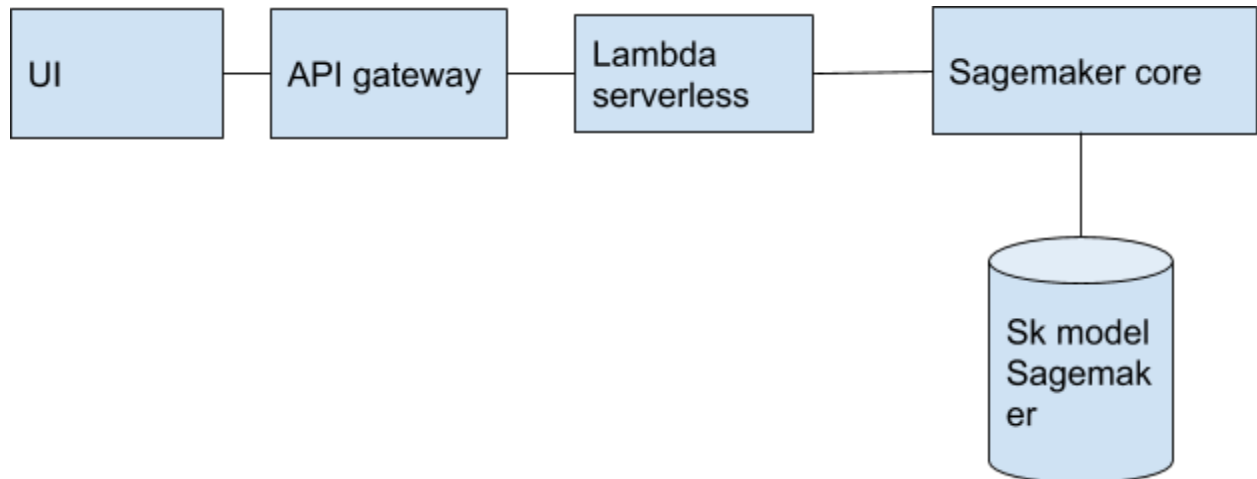 UI
API gateway
Lambda
serverless
Sagemaker core
Sk model
Sagemak
er